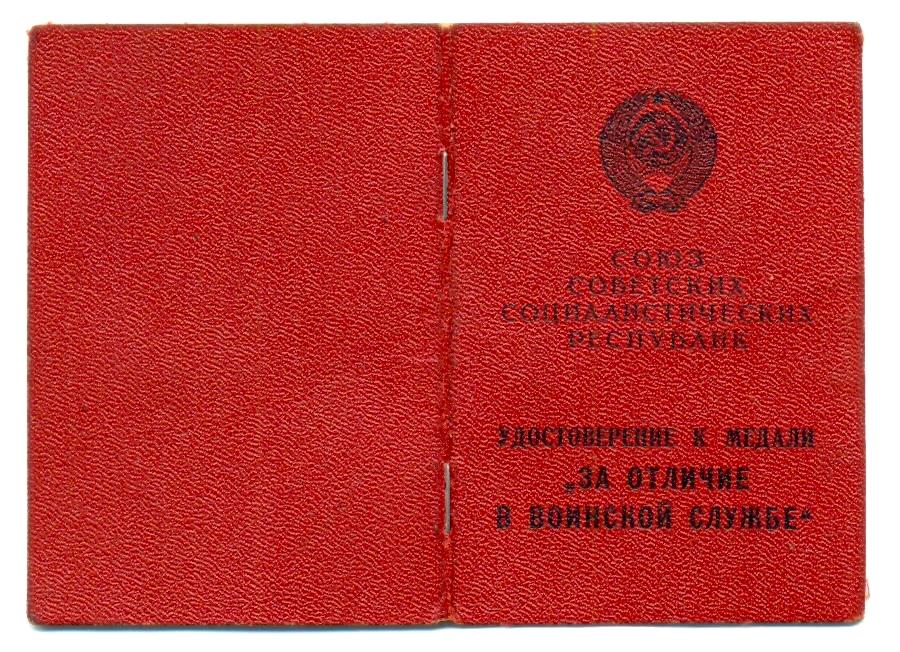 СОЮЗ
СОВЕТСКИХ
СОЦИАЛИСТИЧЕСКИХ
РЕСПУБЛИК
УДОСТОВЕРЕНИЕ К МЕДАЛИ
„ЗА ОТЛИЧИЕ
В ВОИНСКОЙ СЛУЖБЕ“